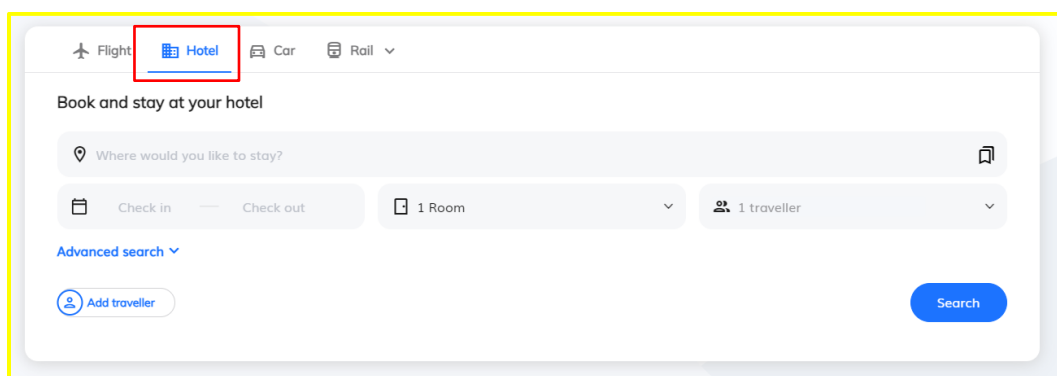 Flight Hotel Car Rail
Book and stay at your hotel
Where would you like to stay?
Check in Check out 1 Room 1 traveller
Advanced search
Add traveller Search